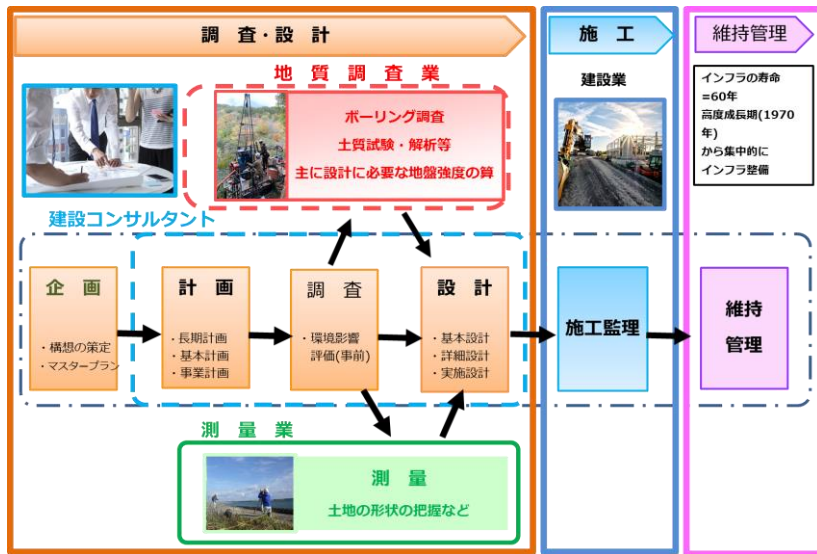 調 査・設 計
施 工
維持管理
地 質 調 査 業
ボーリング調査
土質試験・解析等
主に設計に必要な地盤強度の算
建設業
インフラの寿命
=60年
高度成長期(1970
年)
から集中的に
インフラ整備
建設コンサルタント
企 画
・構想の策定
・マスタープラン
計 画
・長期計画
・基本計画
・事業計画
調 査
・環境影響
評価(事前)
設 計
・基本設計
・詳細設計
・実施設計
施工監理
維持
管理
測 量 業
測 量
土地の形状の把握など